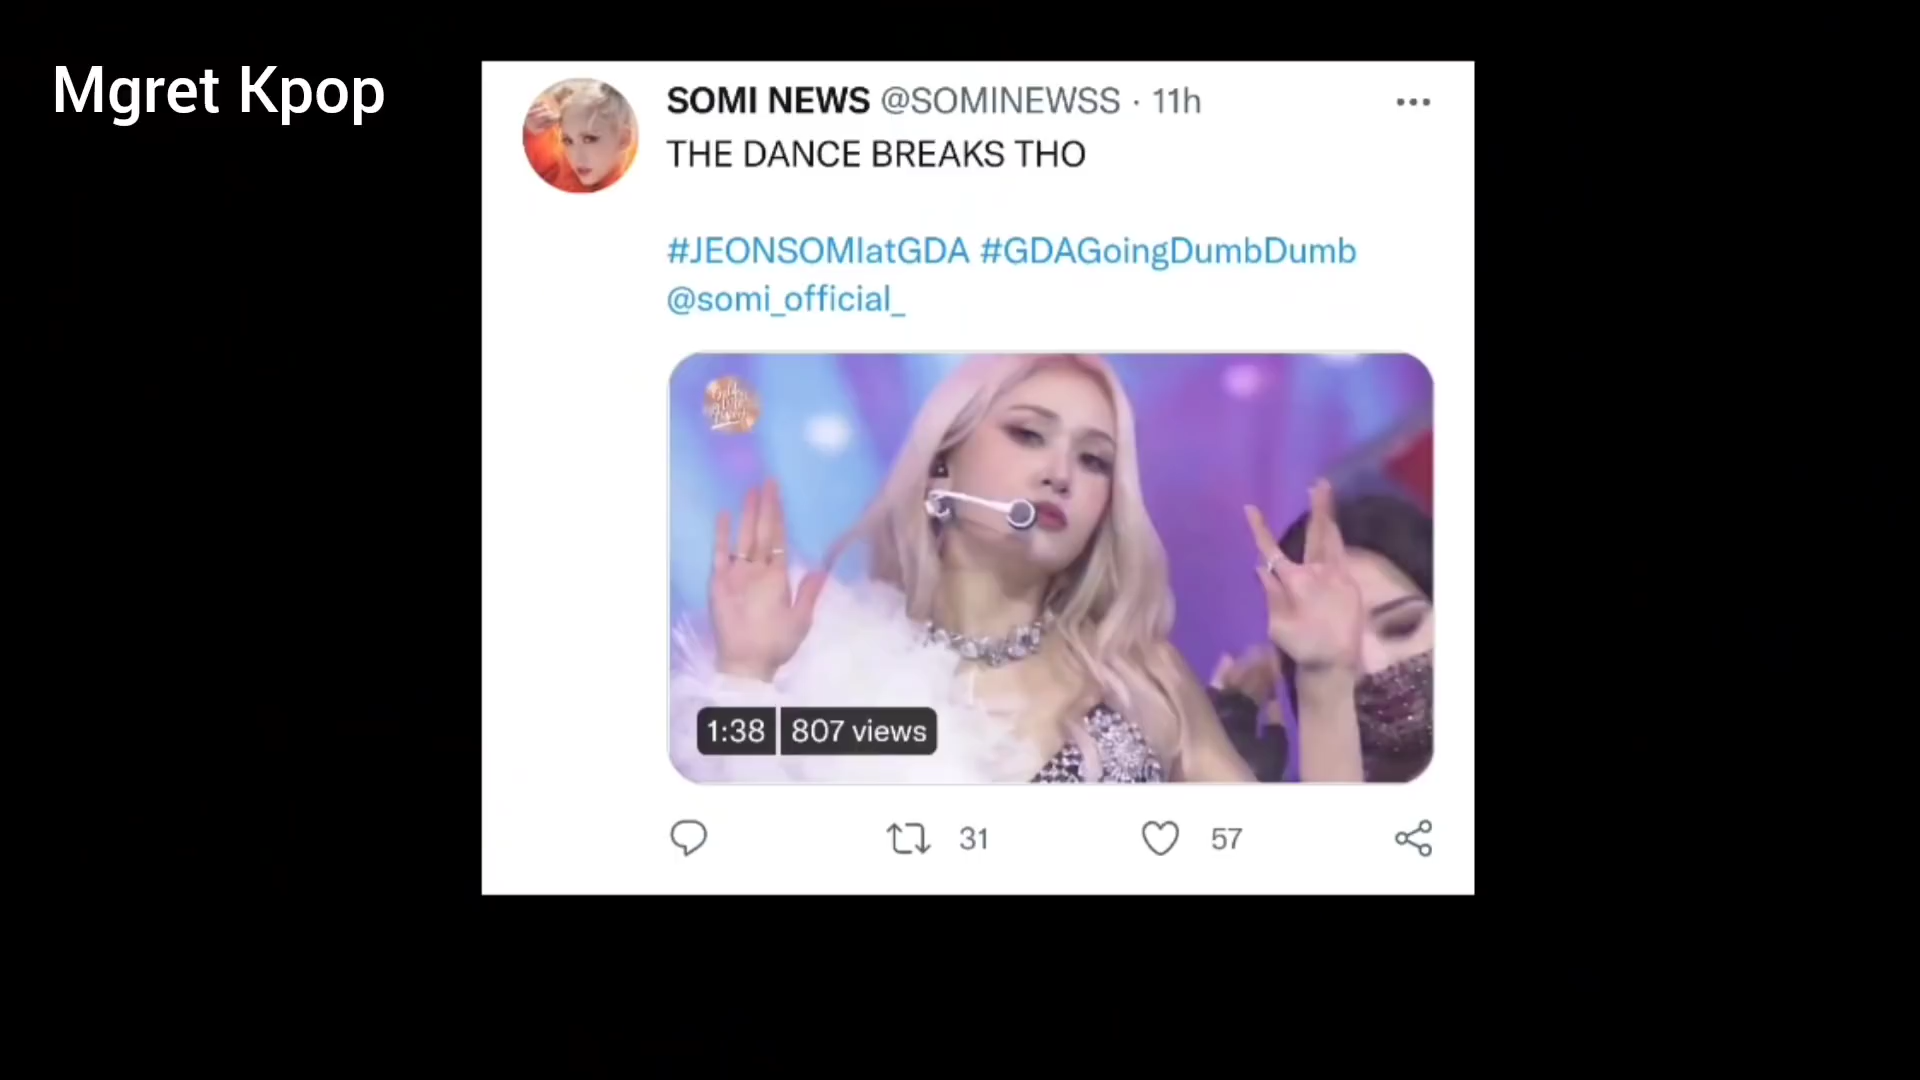 Mgret Kpop
SOMI NEWS @SOMINEWSS · 11h
THE DANCE BREAKS THO
#JEONSOMIatGDA #GDAGoingDumbDumb
@somi_official_
1:38 807 views
31 57